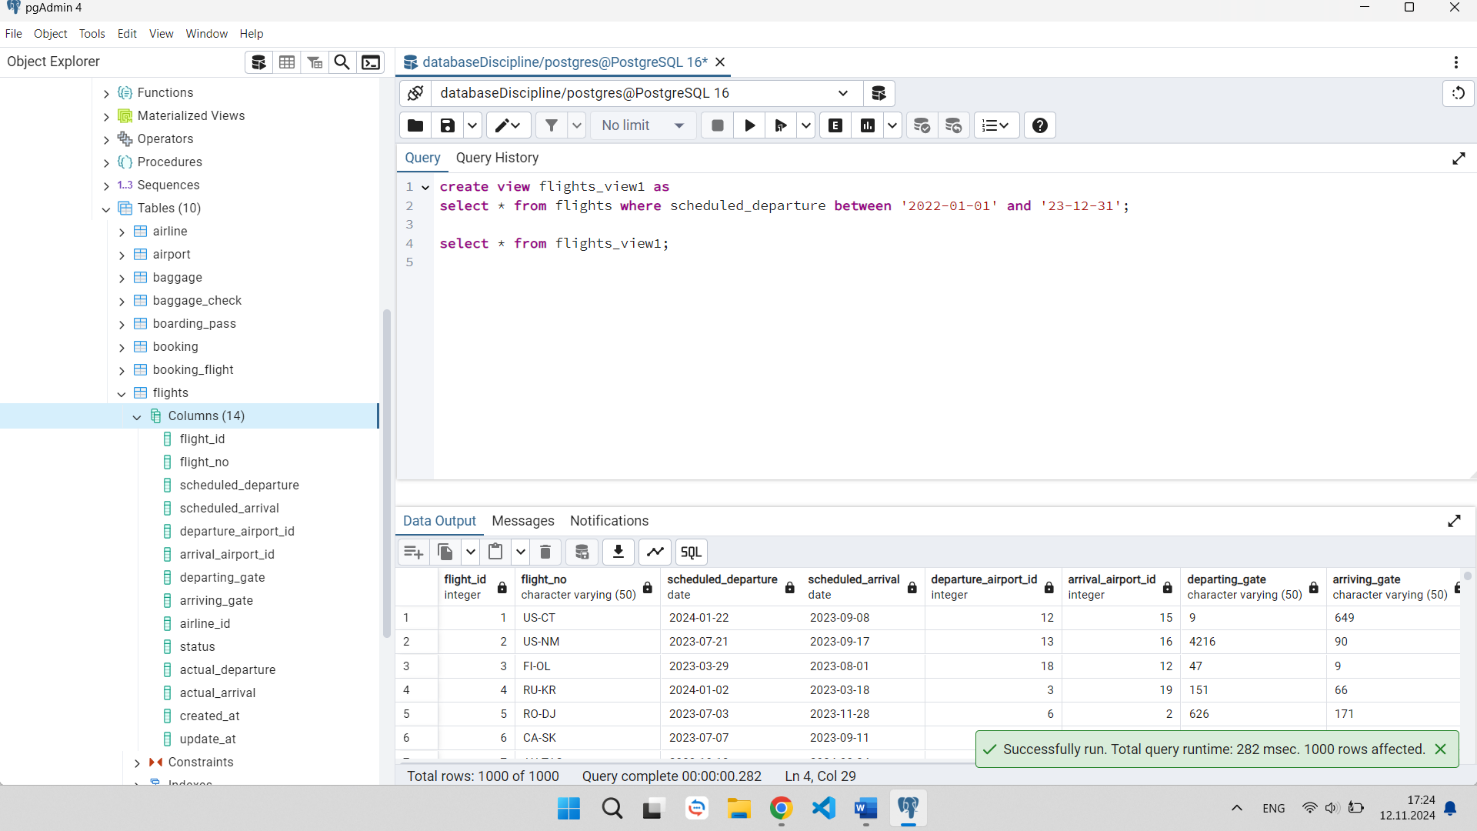 pgAdmin 4
File Object Tools Edit View Window Help
Object Explorer
databaseDiscipline/postgres@PostgreSQL 16*
databaseDiscipline/postgres@PostgreSQL 16
No limit
Query Query History
1 create view flights_view1 as
2 select * from flights where scheduled_departure between '2022-01-01' and '23-12-31';
3
4 select * from flights_view1;
5
Functions
Materialized Views
Operators
Procedures
1..3 Sequences
Tables (10)
airline
airport
baggage
baggage_check
boarding_pass
booking
booking_flight
flights
Columns (14)
flight_id
flight_no
scheduled_departure
scheduled_arrival
departure_airport_id
arrival_airport_id
departing_gate
arriving_gate
airline_id
status
actual_departure
actual_arrival
created_at
update_at
Constraints
Indexes
Data Output Messages Notifications
SQL
flight_id flight_no scheduled_departure scheduled_arrival departure_airport_id arrival_airport_id departing_gate arriving_gate
integer character varying (50) date date integer integer character varying (50) character varying (50)
1 1 US-CT 2024-01-22 2023-09-08 12 15 9 649
2 2 US-NM 2023-07-21 2023-09-17 13 16 4216 90
3 3 FI-OL 2023-03-29 2023-08-01 18 12 47 9
4 4 RU-KR 2024-01-02 2023-03-18 3 19 151 66
5 5 RO-DJ 2023-07-03 2023-11-28 6 2 626 171
6 6 CA-SK 2023-07-07 2023-09-11
Successfully run. Total query runtime: 282 msec. 1000 rows affected.
Total rows: 1000 of 1000 Query complete 00:00:00.282 Ln 4, Col 29
ENG
17:24
12.11.2024